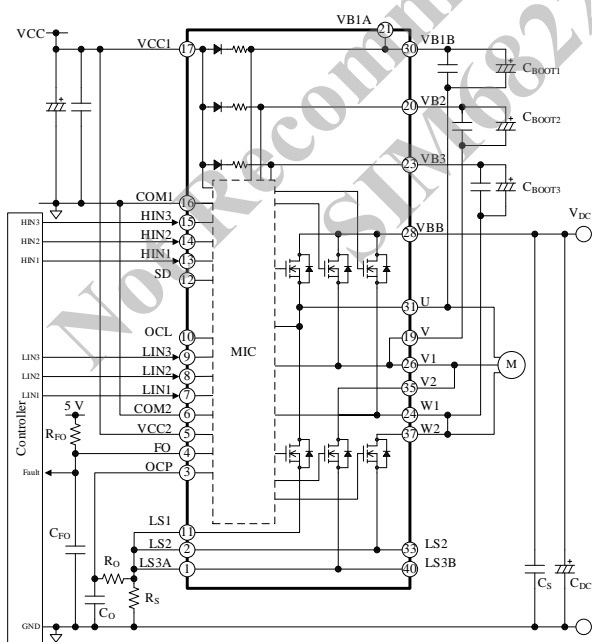 VB1A
VCC
21
VCC1
17
30
VB1B
CBOOT1
20
VB2
CBOOT2
23
VB3
CBOOT3
COM1
16
HIN3
HIN3
15
HIN2
HIN2
14
HIN1
HIN1
13
SD
12
28
VBB
VDC
31
U
OCL
10
19
V
LIN3
LIN3
9
MIC
26
V1
M
LIN2
LIN2
8
35
V2
LIN1
LIN1
7
24
W1
COM2
6
37
W2
VCC2
5
5 V
RFO
FO
4
Controller
Fault
OCP
3
LS1
11
CFO
LS2
2
33
LS2
RO
LS3A
1
40
LS3B
CO
RS
CS
CDC
GND
Not Recomm
SIM682